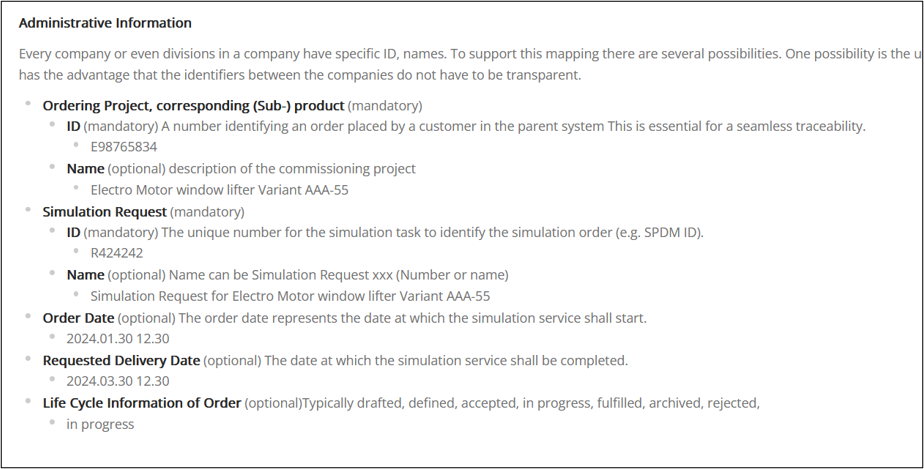 Administrative Information
Every company or even divisions in a company have specific ID, names. To support this mapping there are several possibilities. One possibility is the
has the advantage that the identifiers between the companies do not have to be transparent.
Ordering Project, corresponding (Sub-) product (mandatory)
ID (mandatory) A number identifying an order placed by a customer in the parent system This is essential for a seamless traceability.
E98765834
Name (optional) description of the commissioning project
Electro Motor window lifter Variant AAA-55
Simulation Request (mandatory)
ID (mandatory) The unique number for the simulation task to identify the simulation order (e.g. SPDM ID).
R424242
Name (optional) Name can be Simulation Request xxx (Number or name)
Simulation Request for Electro Motor window lifter Variant AAA-55
Order Date (optional) The order date represents the date at which the simulation service shall start.
2024.01.30 12.30
Requested Delivery Date (optional) The date at which the simulation service shall be completed.
2024.03.30 12.30
Life Cycle Information of Order (optional)Typically drafted, defined, accepted, in progress, fulfilled, archived, rejected,
in progress